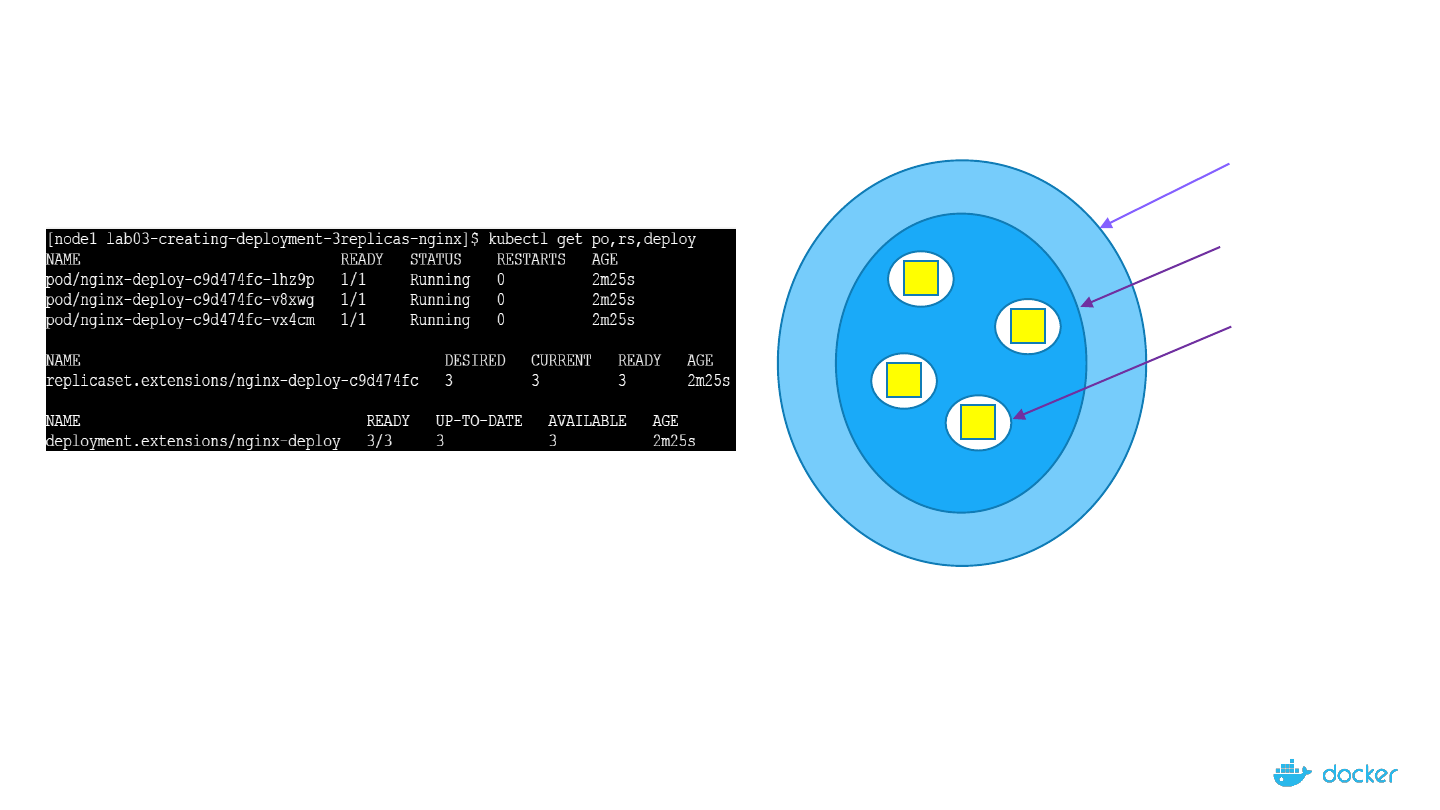 [node1 lab03-creating-deployment-3replicas-nginx]$ kubectl get po,rs,deploy
NAME READY STATUS RESTARTS AGE
pod/nginx-deploy-c9d474fc-lhz9p 1/1 Running 0 2m25s
pod/nginx-deploy-c9d474fc-v8xwg 1/1 Running 0 2m25s
pod/nginx-deploy-c9d474fc-vx4cm 1/1 Running 0 2m25s
NAME DESIRED CURRENT READY AGE
replicaset.extensions/nginx-deploy-c9d474fc 3 3 3 2m25s
NAME READY UP-TO-DATE AVAILABLE AGE
deployment.extensions/nginx-deploy 3/3 3 3 2m25s
docker